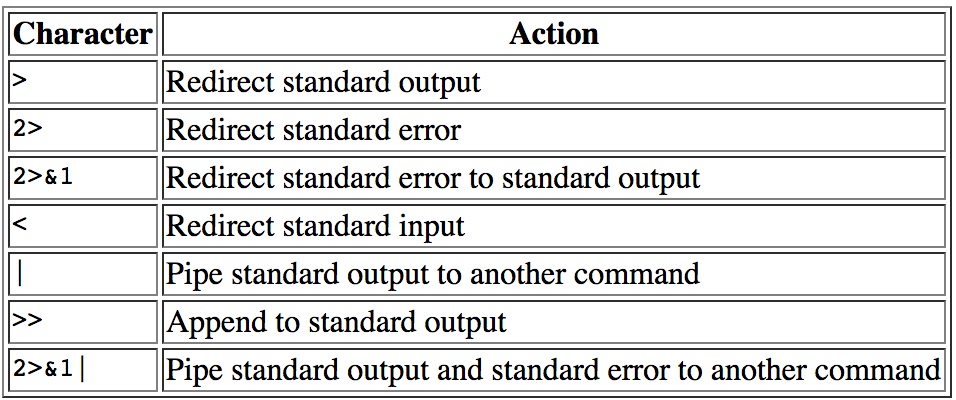 Character Action
> Redirect standard output
2> Redirect standard error
2>&1 Redirect standard error to standard output
< Redirect standard input
| Pipe standard output to another command
>> Append to standard output
2>&1| Pipe standard output and standard error to another command